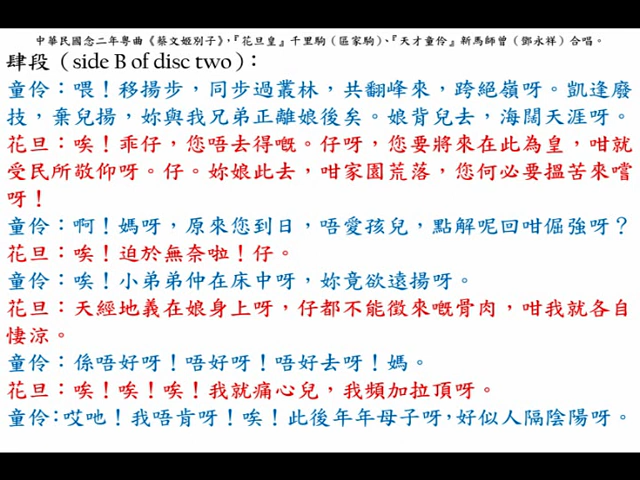 中華民國念二年粵曲《蔡文姬別子》，『花旦皇』千里駒（區家駒）、『天才童伶』新馬師曾（鄧永祥）合唱。
肆段（side B of disc two）：
童伶：喂！移揚步，同步過叢林，共翻峰來，跨絕嶺呀。凱逢廢
技，棄兒揚，妳與我兄弟正離娘後矣。娘背兒去，海闊天涯呀。
花旦：唉！乖仔，您唔去得嘅。仔呀，您要將來在此為皇，咁就
受民所敬仰呀。仔。妳娘此去，咁家園荒落，您何必要搵苦來嚐
呀！
童伶：啊！媽呀，原來您到日，唔愛孩兒，點解呢回咁倔強呀？
花旦：唉！迫於無奈啦！仔。
童伶：唉！小弟弟仲在床中呀，妳竟欲遠揚呀。
花旦：天經地義在娘身上呀，仔都不能徵來嘅骨肉，咁我就各自
悽涼。
童伶：係唔好呀！唔好呀！唔好去呀！媽。
花旦：唉！唉！唉！我就痛心兒，我頻加拉頂呀。
童伶：哎吔！我唔肯呀！唉！此後年年母子呀，好似人隔陰陽呀。